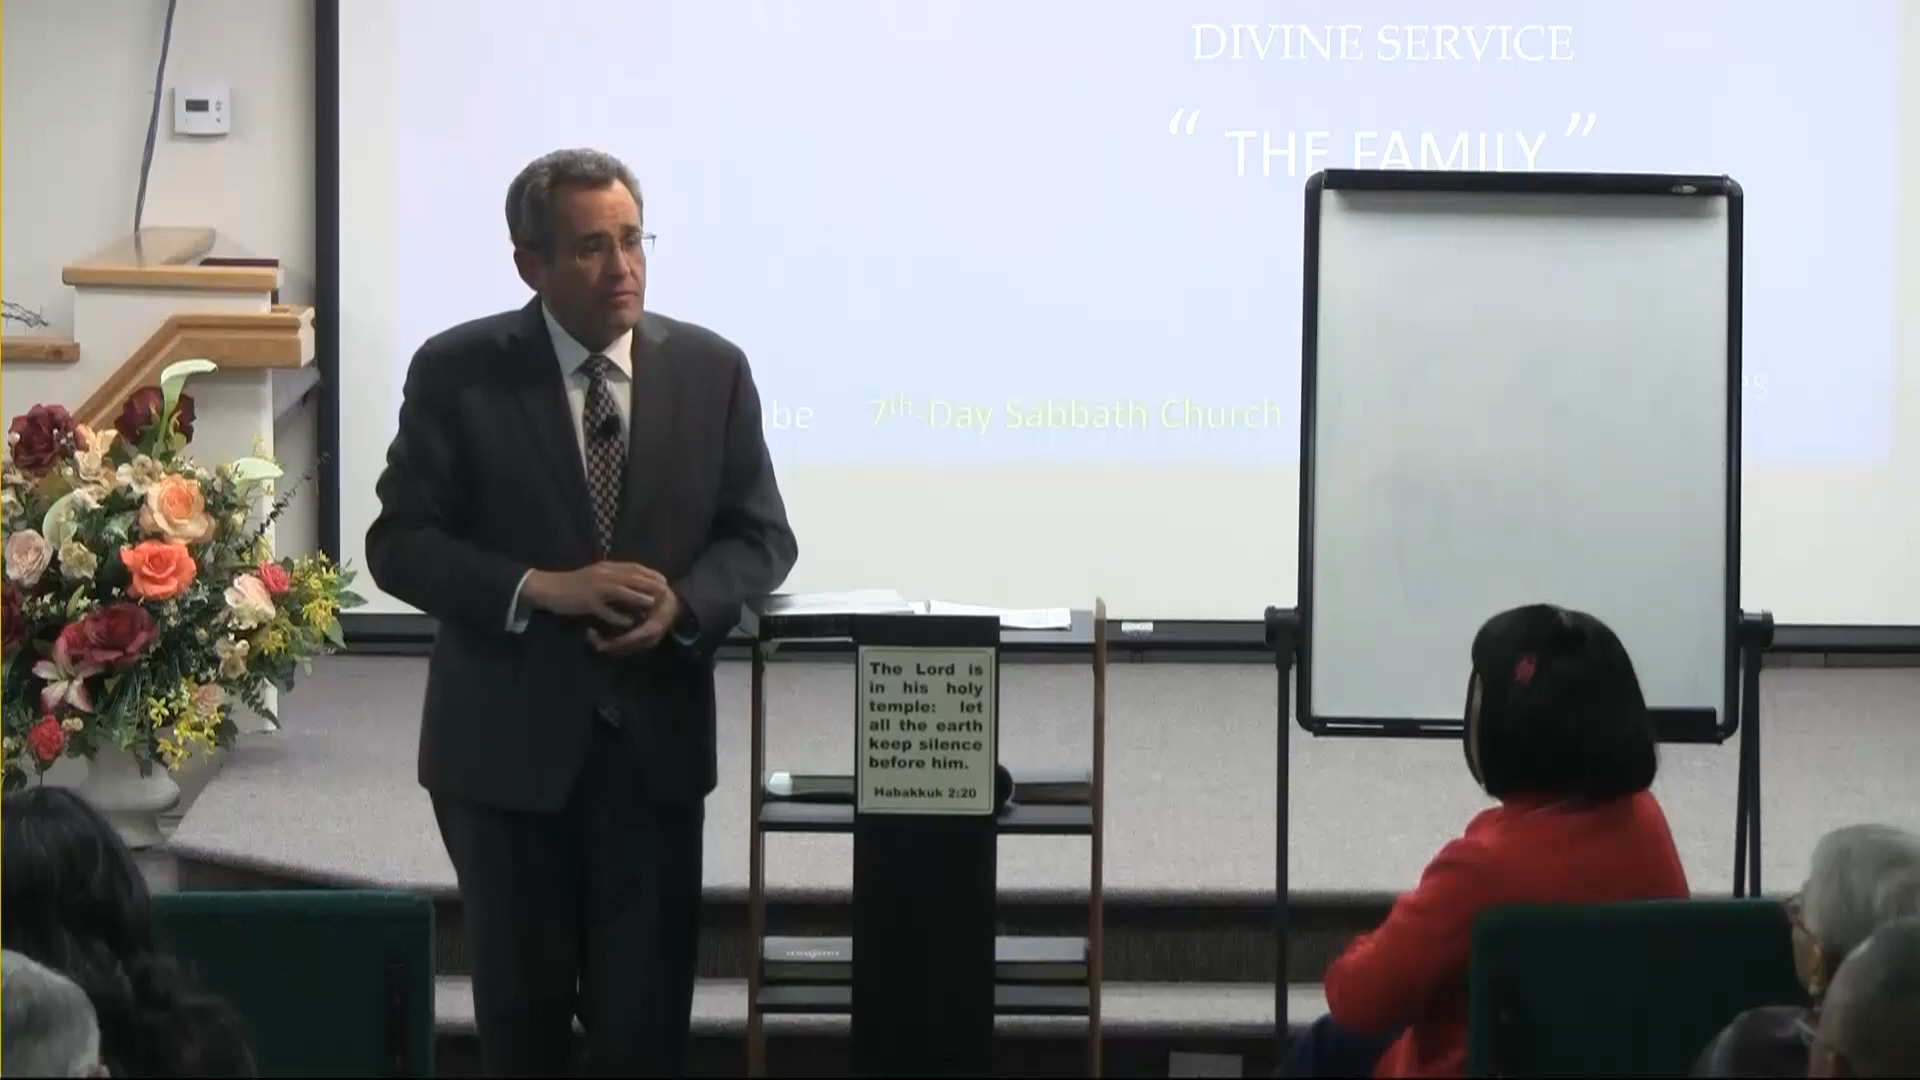 DIVINE SERVICE
“ THE FAMILY ”
7th-Day Sabbath Church
The Lord is
in his holy
temple: let
all the earth
keep silence
before him.
Habakkuk 2:20